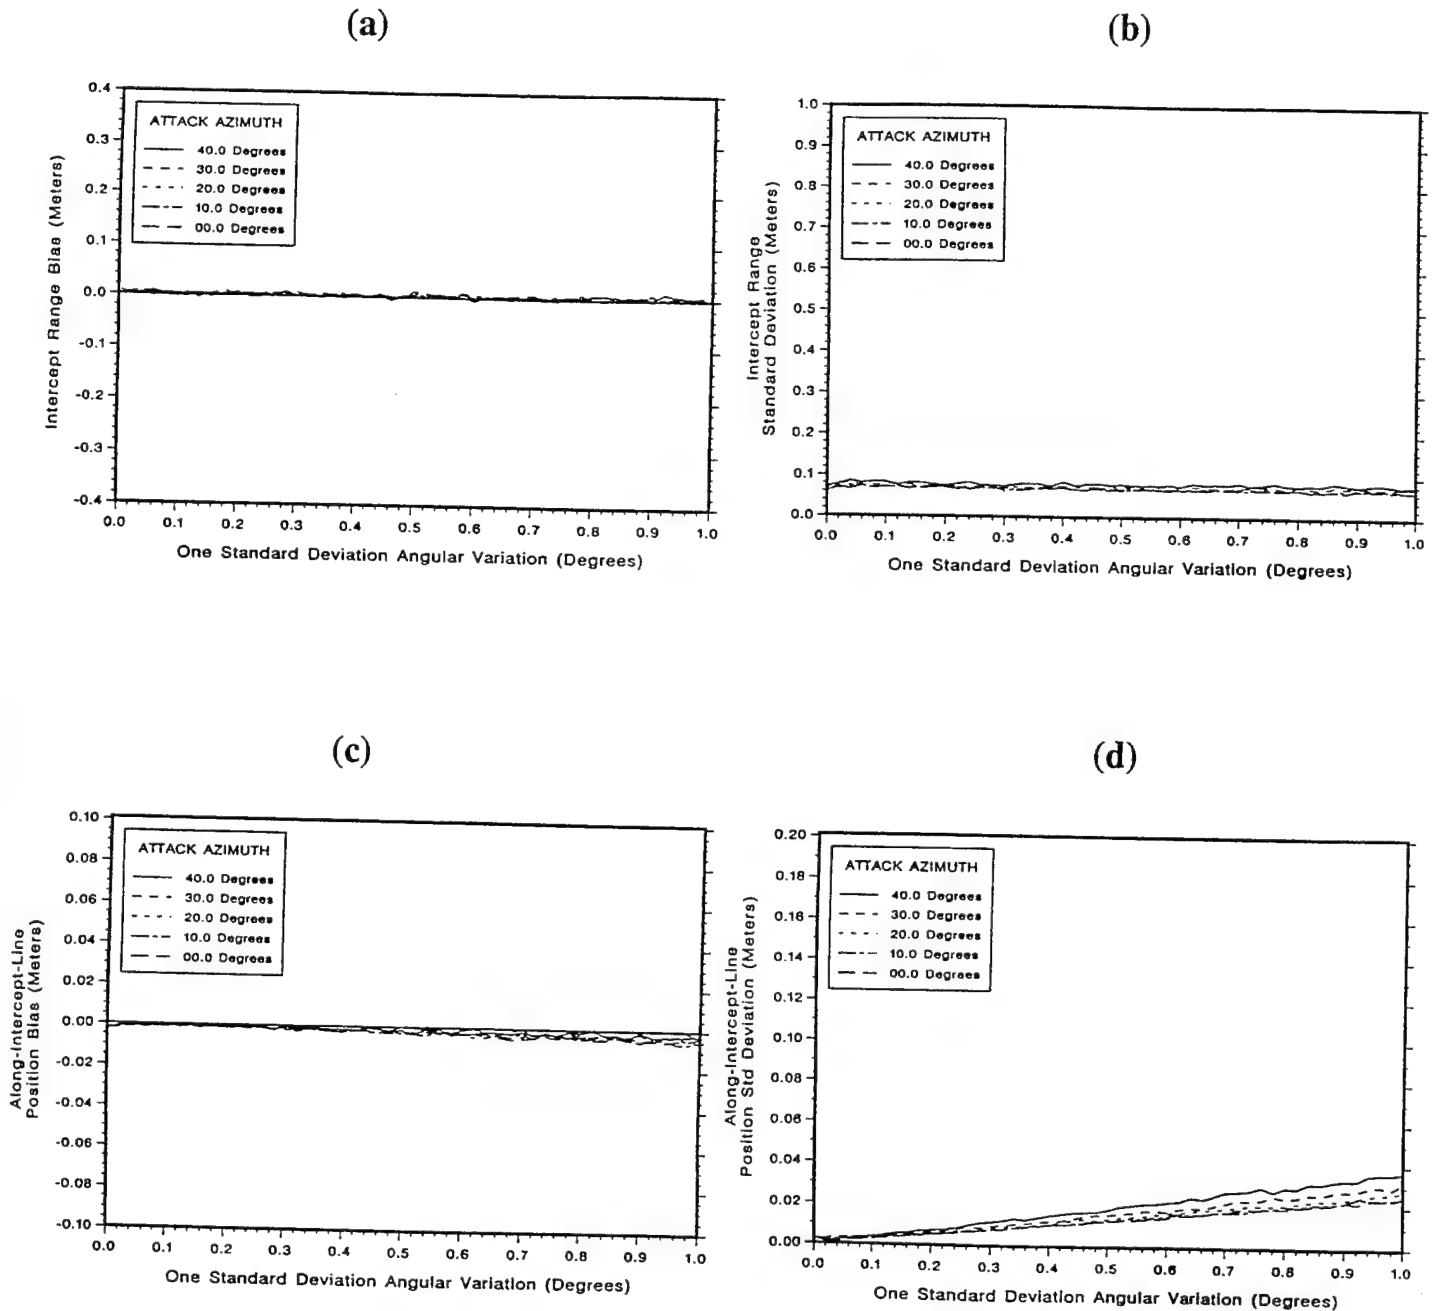 (a)
0.4
0.3
0.2
0.1
0.0
-0.1
-0.2
-0.3
-0.4
Intercept Range Bias (Meters)
ATTACK AZIMUTH
40.0 Degrees
30.0 Degrees
20.0 Degrees
10.0 Degrees
00.0 Degrees
0.0 0.1 0.2 0.3 0.4 0.5 0.6 0.7 0.8 0.9 1.0
One Standard Deviation Angular Variation (Degrees)
(b)
1.0
0.9
0.8
0.7
0.6
0.5
0.4
0.3
0.2
0.1
0.0
Intercept Range
Standard Deviation (Meters)
ATTACK AZIMUTH
40.0 Degrees
30.0 Degrees
20.0 Degrees
10.0 Degrees
00.0 Degrees
0.0 0.1 0.2 0.3 0.4 0.5 0.6 0.7 0.8 0.9 1.0
One Standard Deviation Angular Variation (Degrees)
(c)
0.10
0.08
0.06
0.04
0.02
0.00
-0.02
-0.04
-0.06
-0.08
-0.10
Along-Intercept-Line
Position Bias (Meters)
ATTACK AZIMUTH
40.0 Degrees
30.0 Degrees
20.0 Degrees
10.0 Degrees
00.0 Degrees
0.0 0.1 0.2 0.3 0.4 0.5 0.6 0.7 0.8 0.9 1.0
One Standard Deviation Angular Variation (Degrees)
(d)
0.20
0.18
0.16
0.14
0.12
0.10
0.08
0.06
0.04
0.02
0.00
Along-Intercept-Line
Position Std Deviation (Meters)
ATTACK AZIMUTH
40.0 Degrees
30.0 Degrees
20.0 Degrees
10.0 Degrees
00.0 Degrees
0.0 0.1 0.2 0.3 0.4 0.5 0.6 0.7 0.8 0.9 1.0
One Standard Deviation Angular Variation (Degrees)